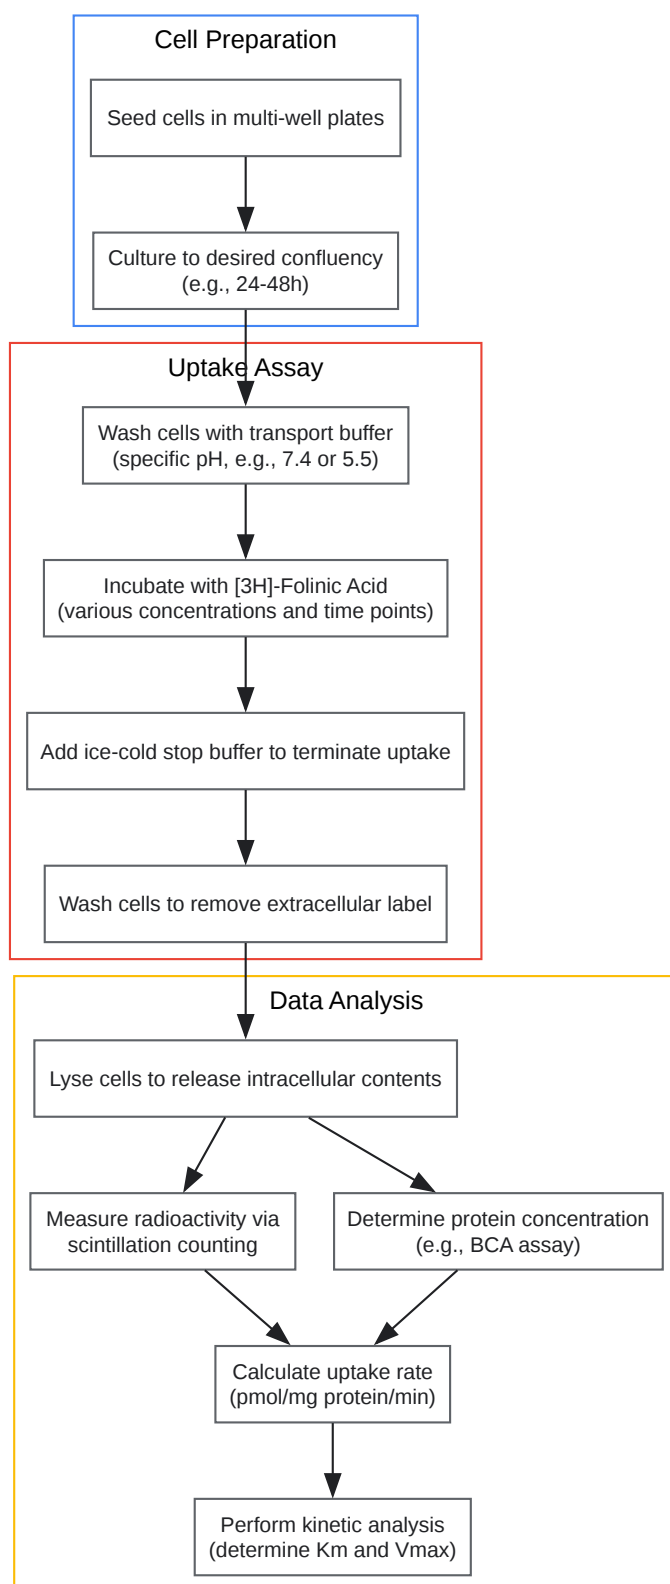 Cell Preparation
Seed cells in multi-well plates
Culture to desired confluency
(e.g., 24-48h)
Uptake Assay
Wash cells with transport buffer
(specific pH, e.g., 7.4 or 5.5)
Incubate with [3H]-Folinic Acid
(various concentrations and time points)
Add ice-cold stop buffer to terminate uptake
Wash cells to remove extracellular label
Data Analysis
Lyse cells to release intracellular contents
Measure radioactivity via
scintillation counting
Determine protein concentration
(e.g., BCA assay)
Calculate uptake rate
(pmol/mg protein/min)
Perform kinetic analysis
(determine Km and Vmax)